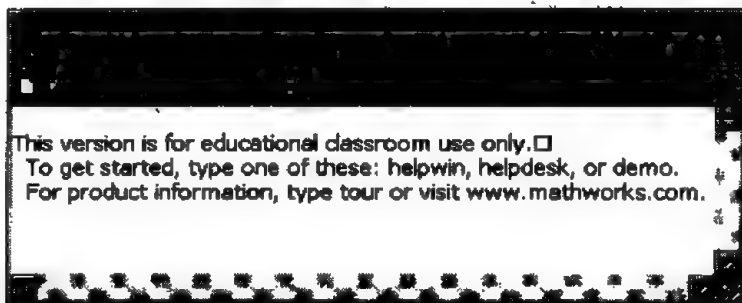 This version is for educational classroom use only.□
To get started, type one of these: helpwin, helpdesk, or demo.
For product information, type tour or visit www.mathworks.com.